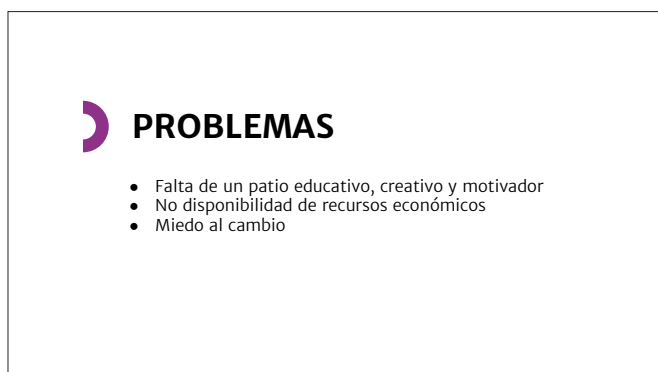 PROBLEMAS
● Falta de un patio educativo, creativo y motivador
● No disponibilidad de recursos económicos
● Miedo al cambio